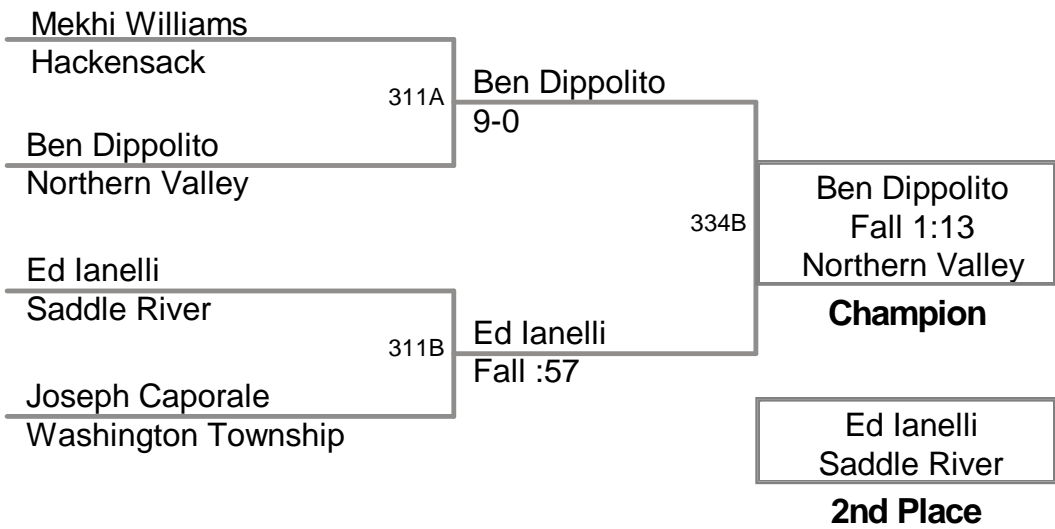 Mekhi Williams
Hackensack
311A
Ben Dippolito
9-0
Ben Dippolito
Northern Valley
334B
Ben Dippolito
Fall 1:13
Northern Valley
Champion
Ed Ianelli
Saddle River
311B
Ed Ianelli
Fall :57
Joseph Caporale
Washington Township
Ed Ianelli
Saddle River
2nd Place